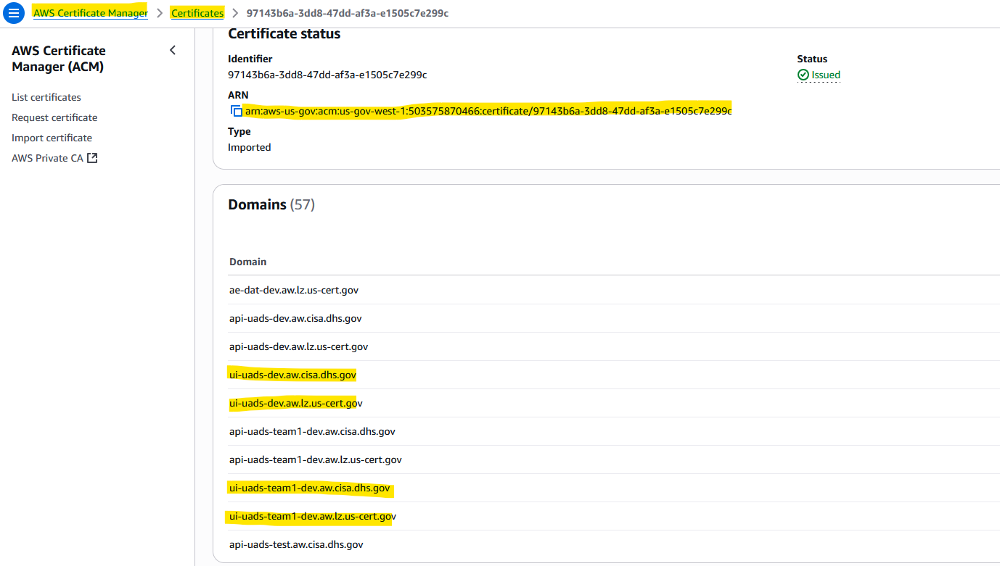 AWS Certificate Manager > Certificates > 97143b6a-3dd8-47dd-af3a-e1505c7e299c
AWS Certificate Manager (ACM)
List certificates
Request certificate
Import certificate
AWS Private CA
Certificate status
Identifier
97143b6a-3dd8-47dd-af3a-e1505c7e299c
Status
Issued
ARN
arn:aws-us-gov:acm:us-gov-west-1:503575870466:certificate/97143b6a-3dd8-47dd-af3a-e1505c7e299c
Type
Imported
Domains (57)
Domain
ae-dat-dev.aw.lz.us-cert.gov
api-uads-dev.aw.cisa.dhs.gov
api-uads-dev.aw.lz.us-cert.gov
ui-uads-dev.aw.cisa.dhs.gov
ui-uads-dev.aw.lz.us-cert.gov
api-uads-team1-dev.aw.cisa.dhs.gov
api-uads-team1-dev.aw.lz.us-cert.gov
ui-uads-team1-dev.aw.cisa.dhs.gov
ui-uads-team1-dev.aw.lz.us-cert.gov
api-uads-test.aw.cisa.dhs.gov